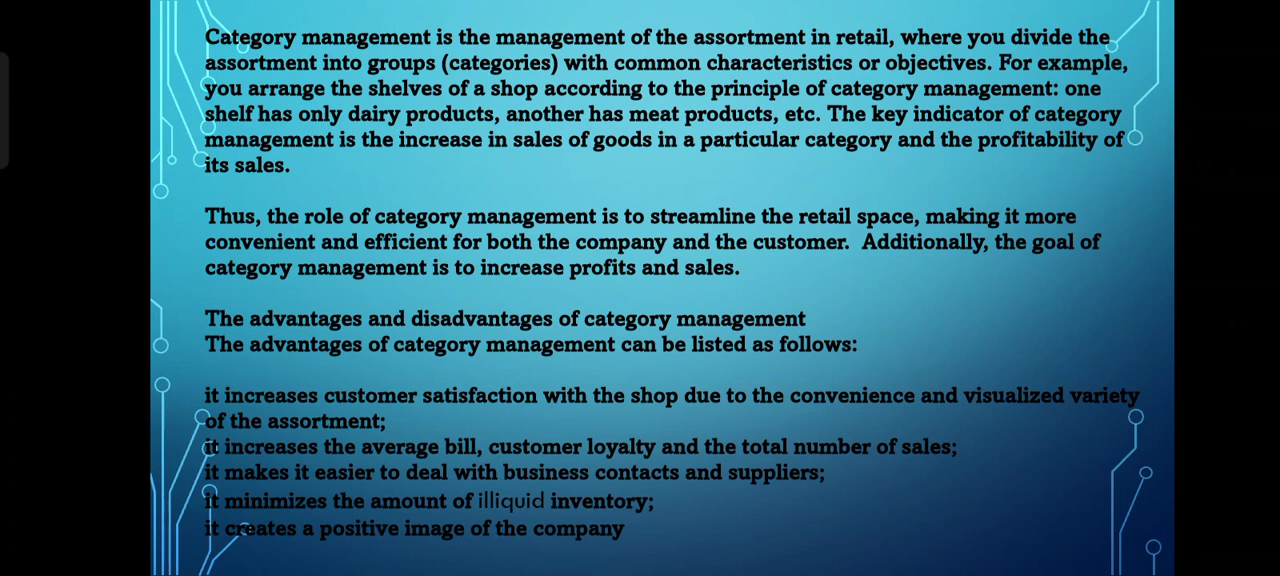 Category management is the management of the assortment in retail, where you divide the
assortment into groups (categories) with common characteristics or objectives. For example,
you arrange the shelves of a shop according to the principle of category management: one
shelf has only dairy products, another has meat products, etc. The key indicator of category
management is the increase in sales of goods in a particular category and the profitability of
its sales.
Thus, the role of category management is to streamline the retail space, making it more
convenient and efficient for both the company and the customer.  Additionally, the goal of
category management is to increase profits and sales.
The advantages and disadvantages of category management
The advantages of category management can be listed as follows:
it increases customer satisfaction with the shop due to the convenience and visualized variety
of the assortment;
it increases the average bill, customer loyalty and the total number of sales;
it makes it easier to deal with business contacts and suppliers;
it minimizes the amount of illiquid inventory;
it creates a positive image of the company